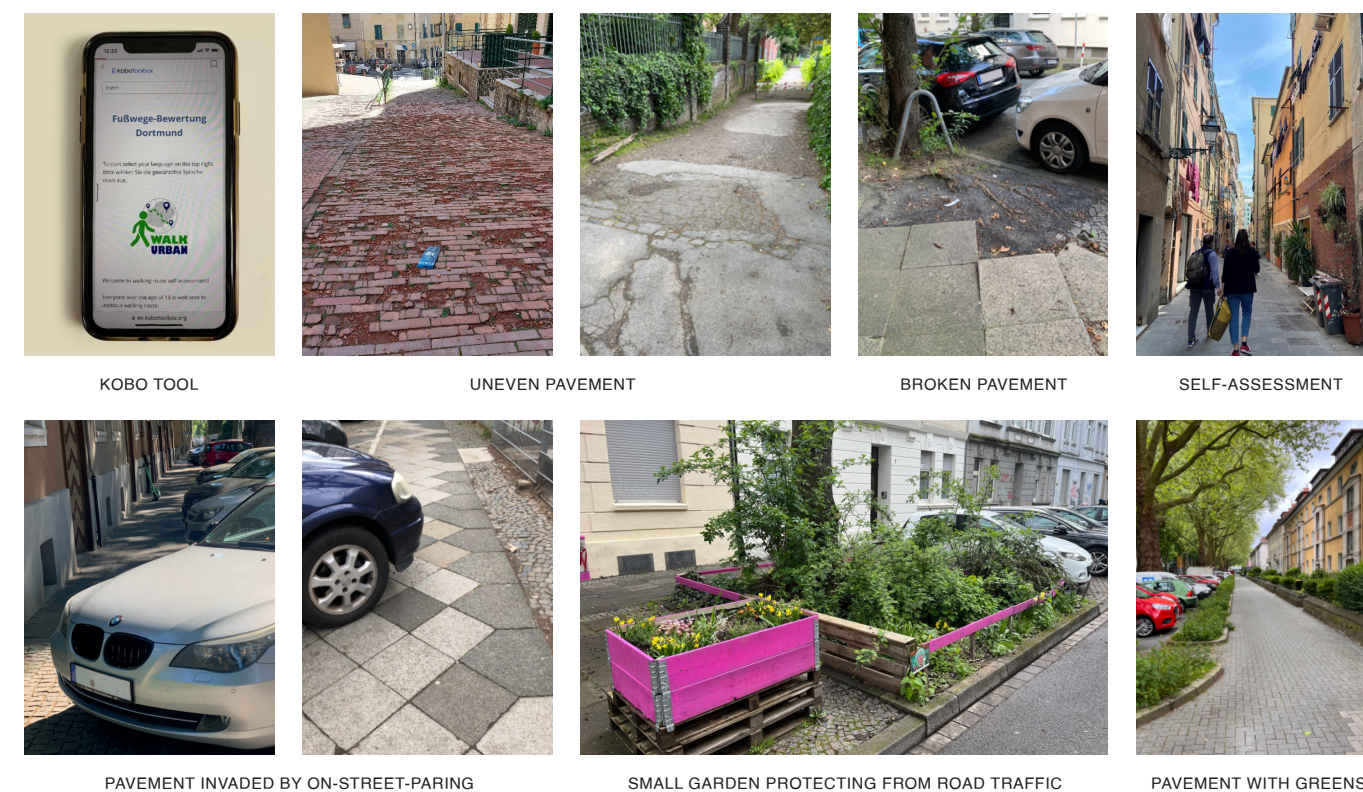 12:33
KoboToolbox
English
Fußwege-Bewertung
Dortmund
To start select your language on the top right.
Bitte wählen Sie die gewünschte Sprache
oben aus.
WALK
URBAN
Welcome to walking route self-assessment!
Everyone over the age of 18 is welcome to
assess a walking route.
ee.kobotoolbox.org
KOBO TOOL
UNEVEN PAVEMENT
BROKEN PAVEMENT
SELF-ASSESSMENT
PAVEMENT INVADED BY ON-STREET-PARING
SMALL GARDEN PROTECTING FROM ROAD TRAFFIC
PAVEMENT WITH GREENS